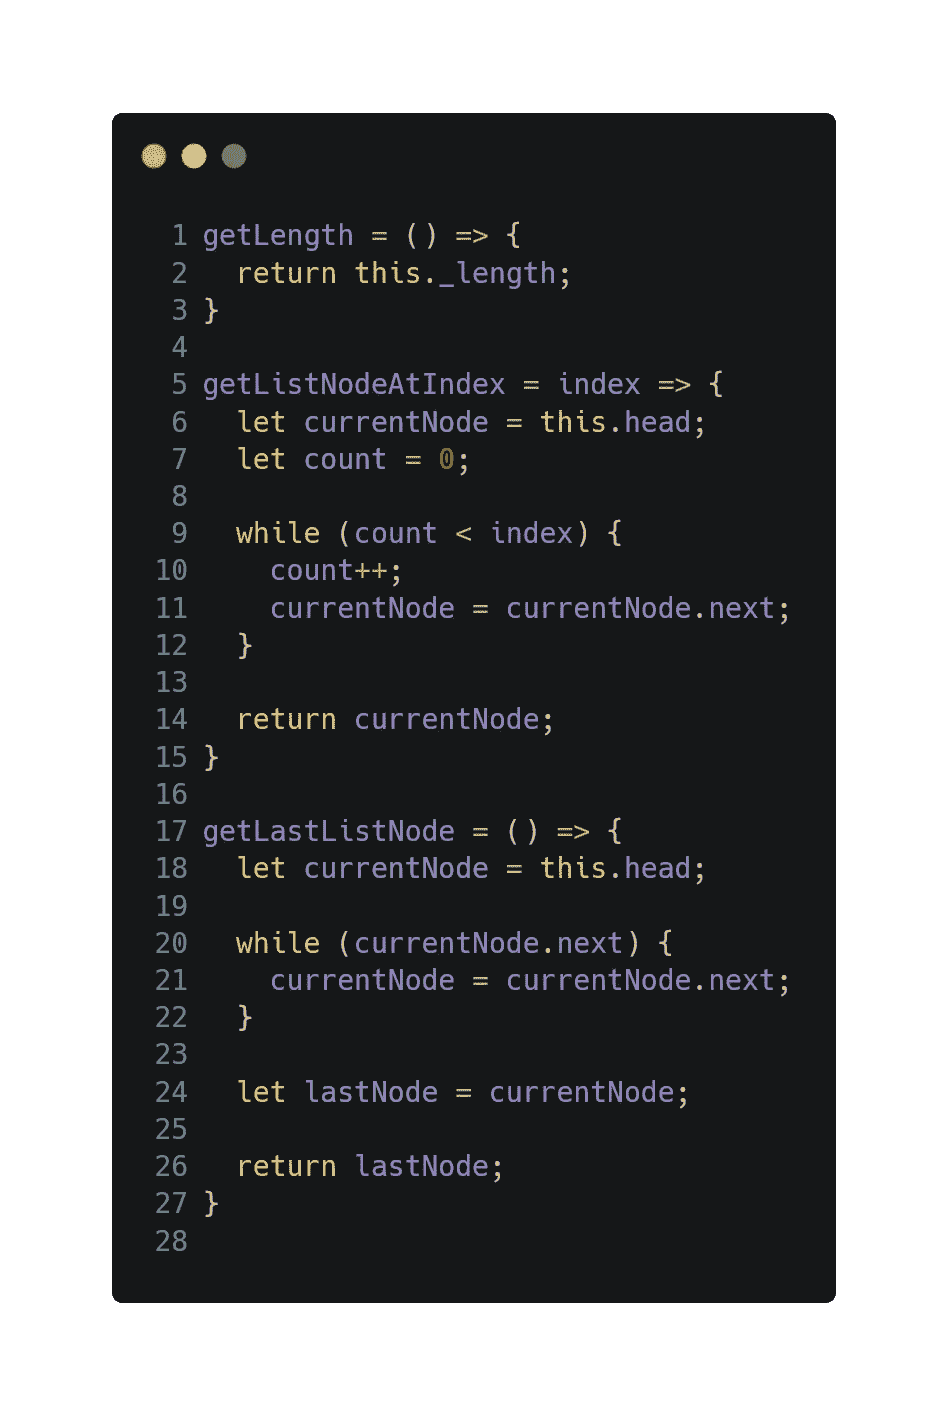 1 getLength = () => {
2   return this._length;
3 }
4
5 getListNodeAtIndex = index => {
6   let currentNode = this.head;
7   let count = 0;
8
9   while (count < index) {
10     count++;
11     currentNode = currentNode.next;
12   }
13
14   return currentNode;
15 }
16
17 getLastListNode = () => {
18   let currentNode = this.head;
19
20   while (currentNode.next) {
21     currentNode = currentNode.next;
22   }
23
24   let lastNode = currentNode;
25
26   return lastNode;
27 }
28